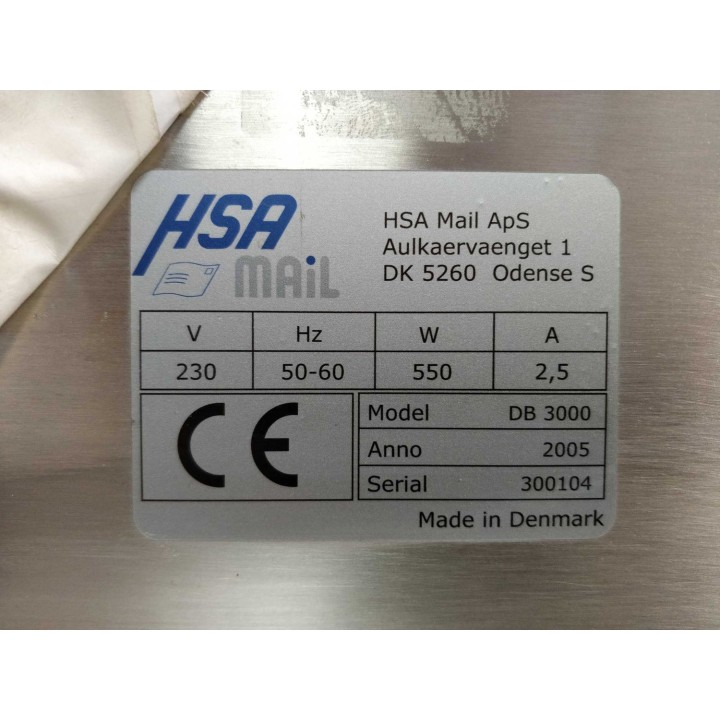 HSA
MAiL
HSA Mail ApS
Aulkaervaenget 1
DK 5260 Odense S
V Hz W A
230 50-60 550 2,5
CE
Model DB 3000
Anno 2005
Serial 300104
Made in Denmark